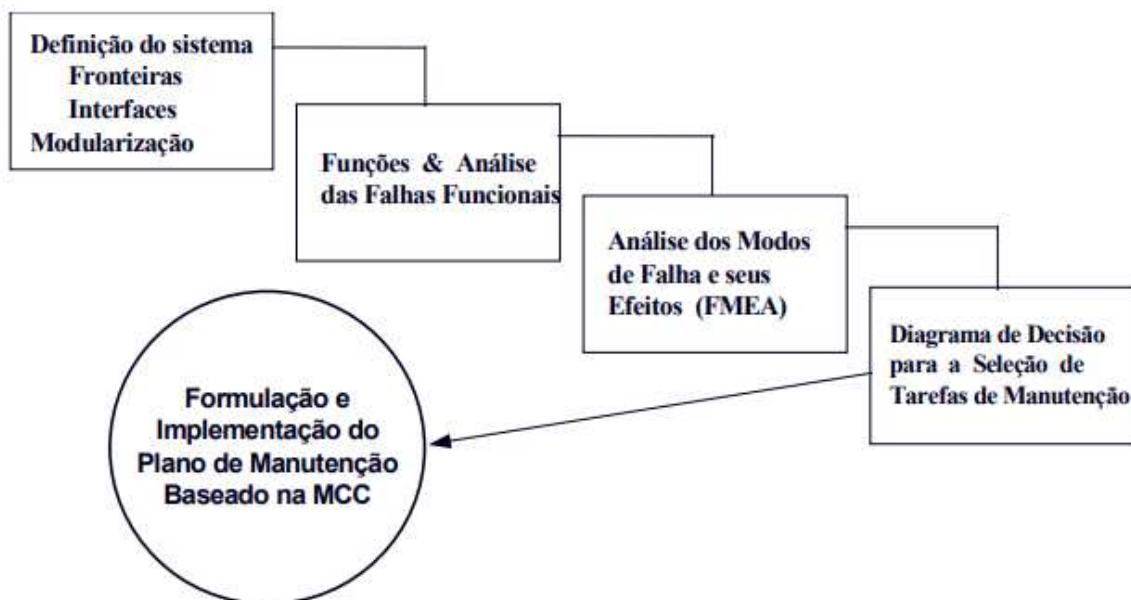 Definição do sistema
Fronteiras
Interfaces
Modularização
Funções & Análise
das Falhas Funcionais
Análise dos Modos
de Falha e seus
Efeitos (FMEA)
Diagrama de Decisão
para a Seleção de
Tarefas de Manutenção
Formulação e
Implementação do
Plano de Manutenção
Baseado na MCC